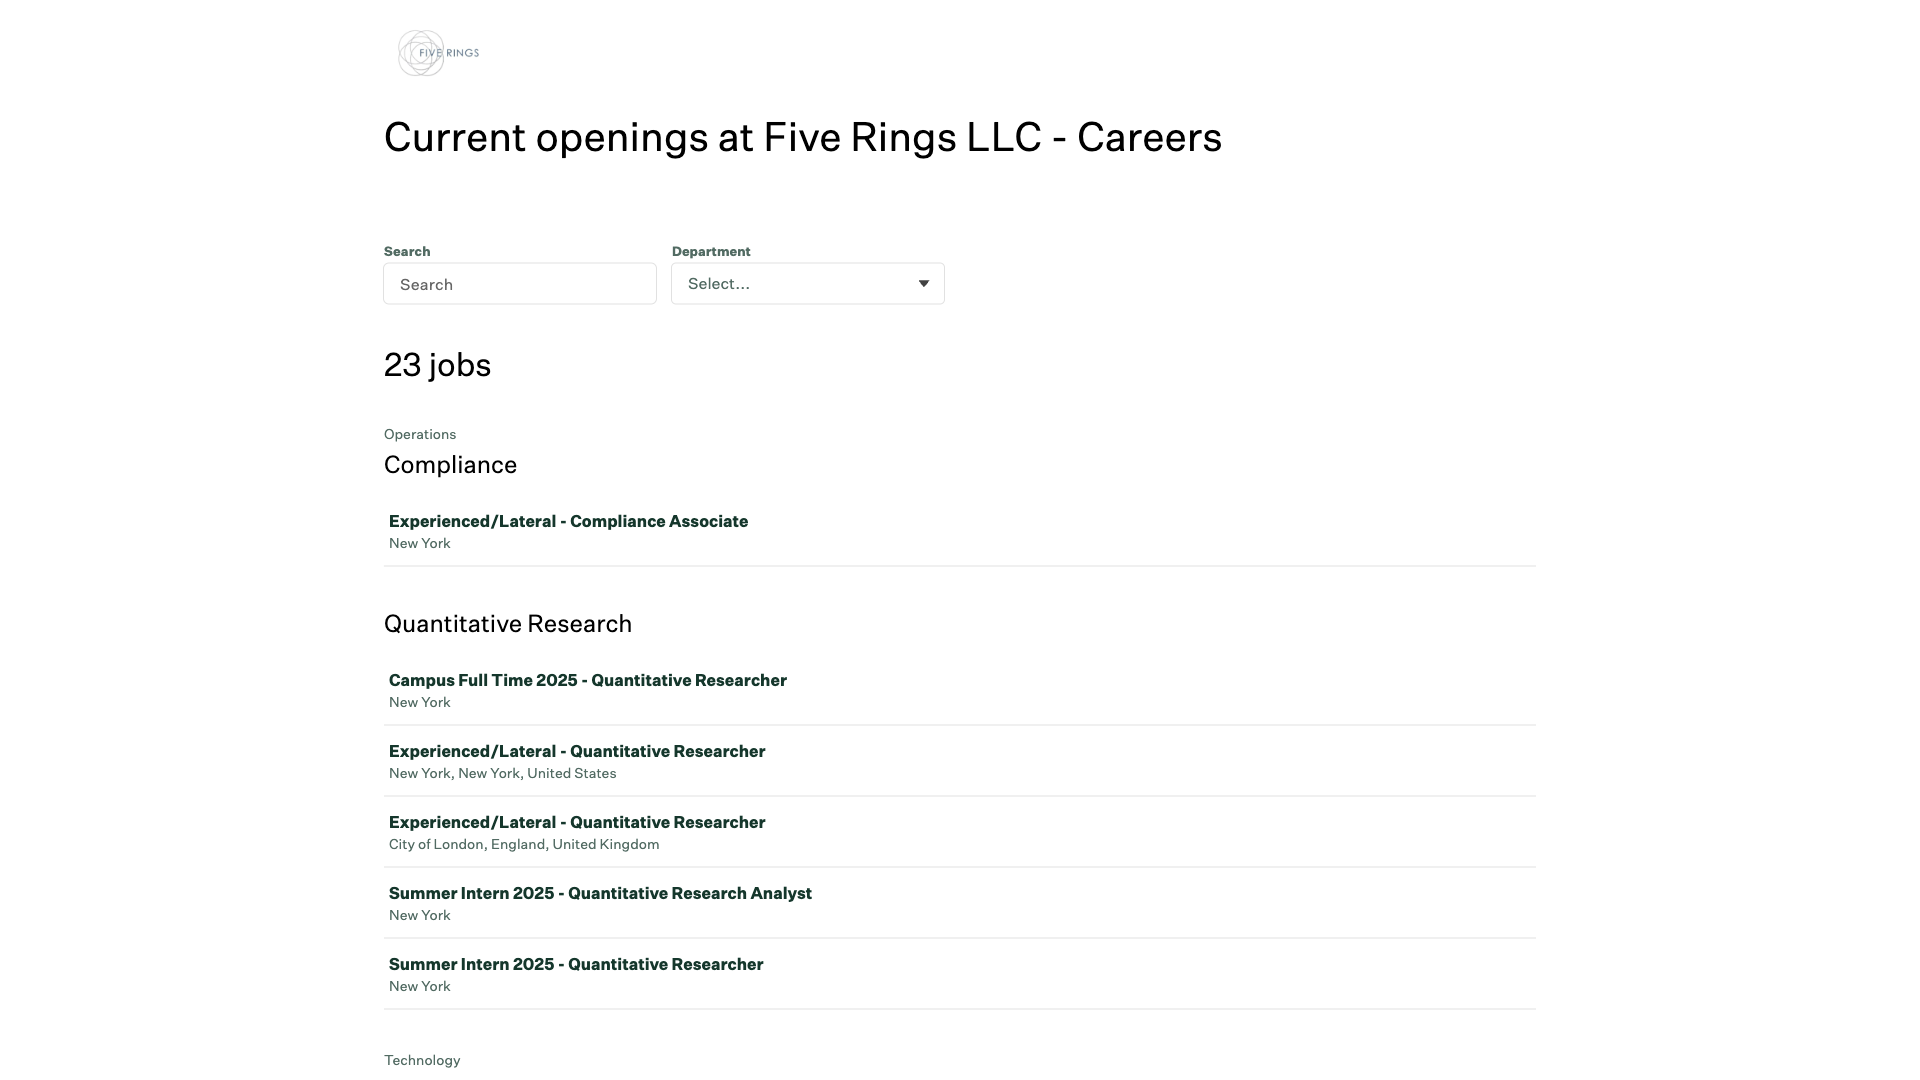 FIVE RINGS
Current openings at Five Rings LLC - Careers
Search
Department
Search
Select...
23 jobs
Operations
Compliance
Experienced/Lateral - Compliance Associate
New York
Quantitative Research
Campus Full Time 2025 - Quantitative Researcher
New York
Experienced/Lateral - Quantitative Researcher
New York, New York, United States
Experienced/Lateral - Quantitative Researcher
City of London, England, United Kingdom
Summer Intern 2025 - Quantitative Research Analyst
New York
Summer Intern 2025 - Quantitative Researcher
New York
Technology